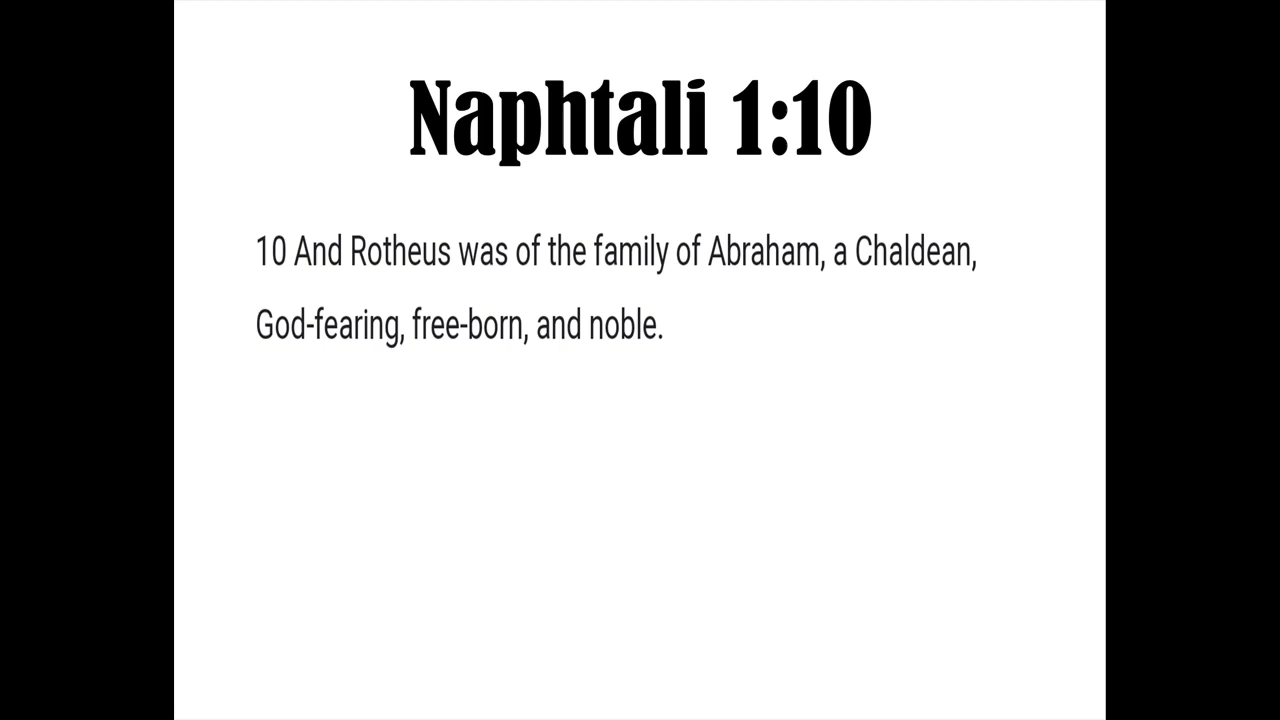 Naphtali 1:10
10 And Rotheus was of the family of Abraham, a Chaldean,
God-fearing, free-born, and noble.